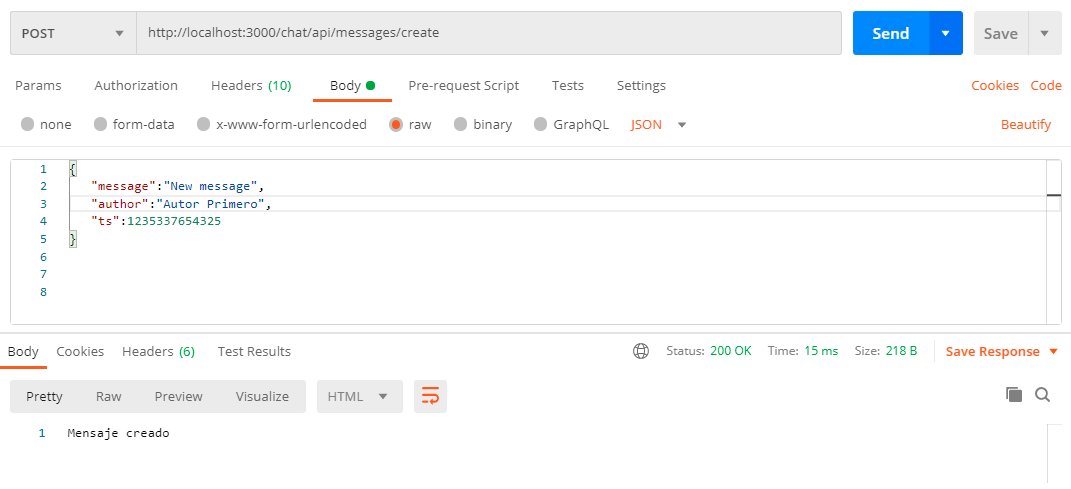 POST http://localhost:3000/chat/api/messages/create Send Save
Params Authorization Headers (10) Body Pre-request Script Tests Settings Cookies Code
none form-data x-www-form-urlencoded raw binary GraphQL JSON Beautify
1 {
2 "message":"New message",
3 "author":"Autor Primero",
4 "ts":1235337654325
5 }
6
7
8
Body Cookies Headers (6) Test Results Status: 200 OK Time: 15 ms Size: 218 B Save Response
Pretty Raw Preview Visualize HTML
1 Mensaje creado